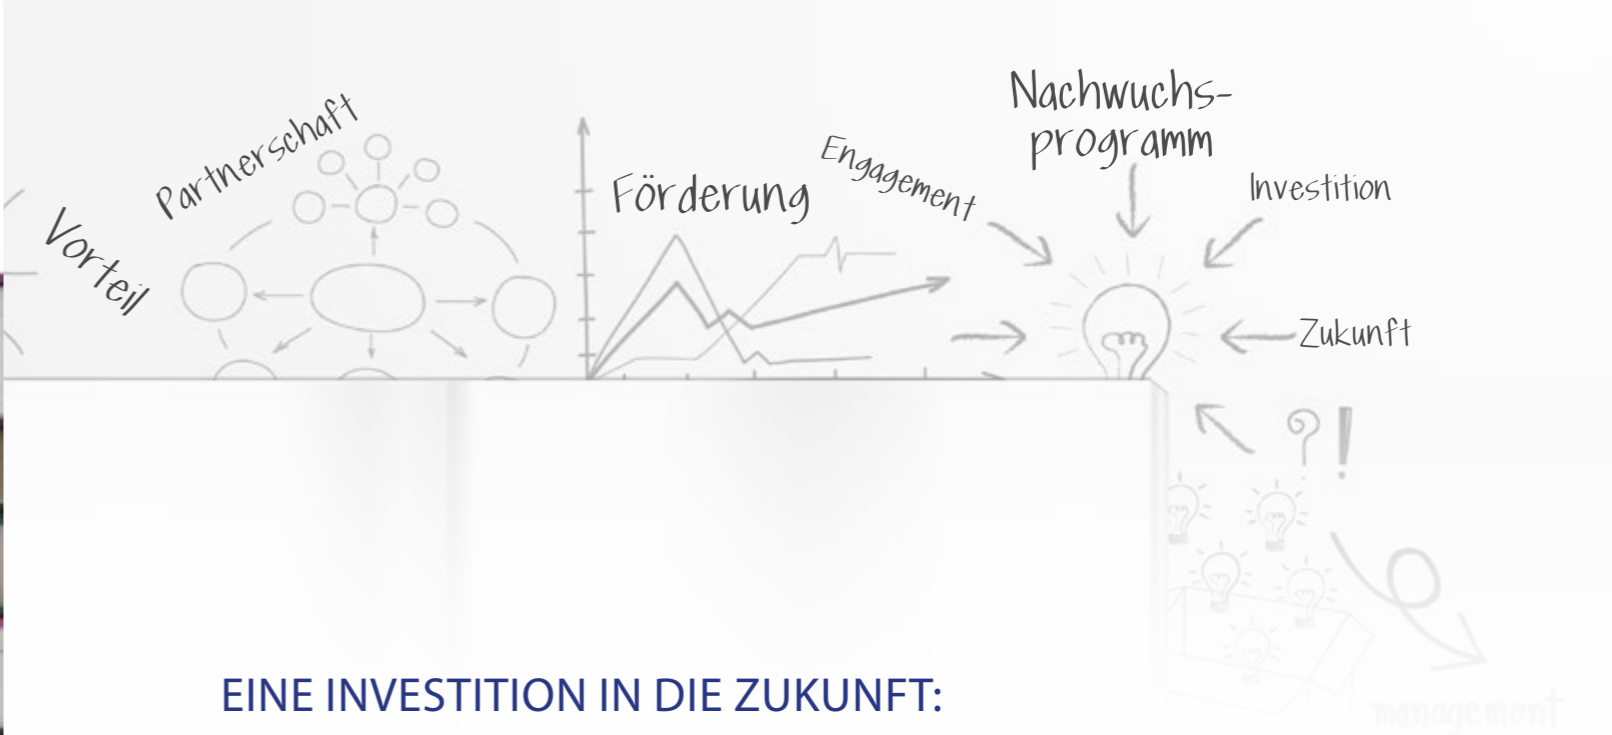 Vorteil
Partnerschaft
Förderung
Engagement
Nachwuchs-
programm
Investition
Zukunft
? !
management
EINE INVESTITION IN DIE ZUKUNFT: